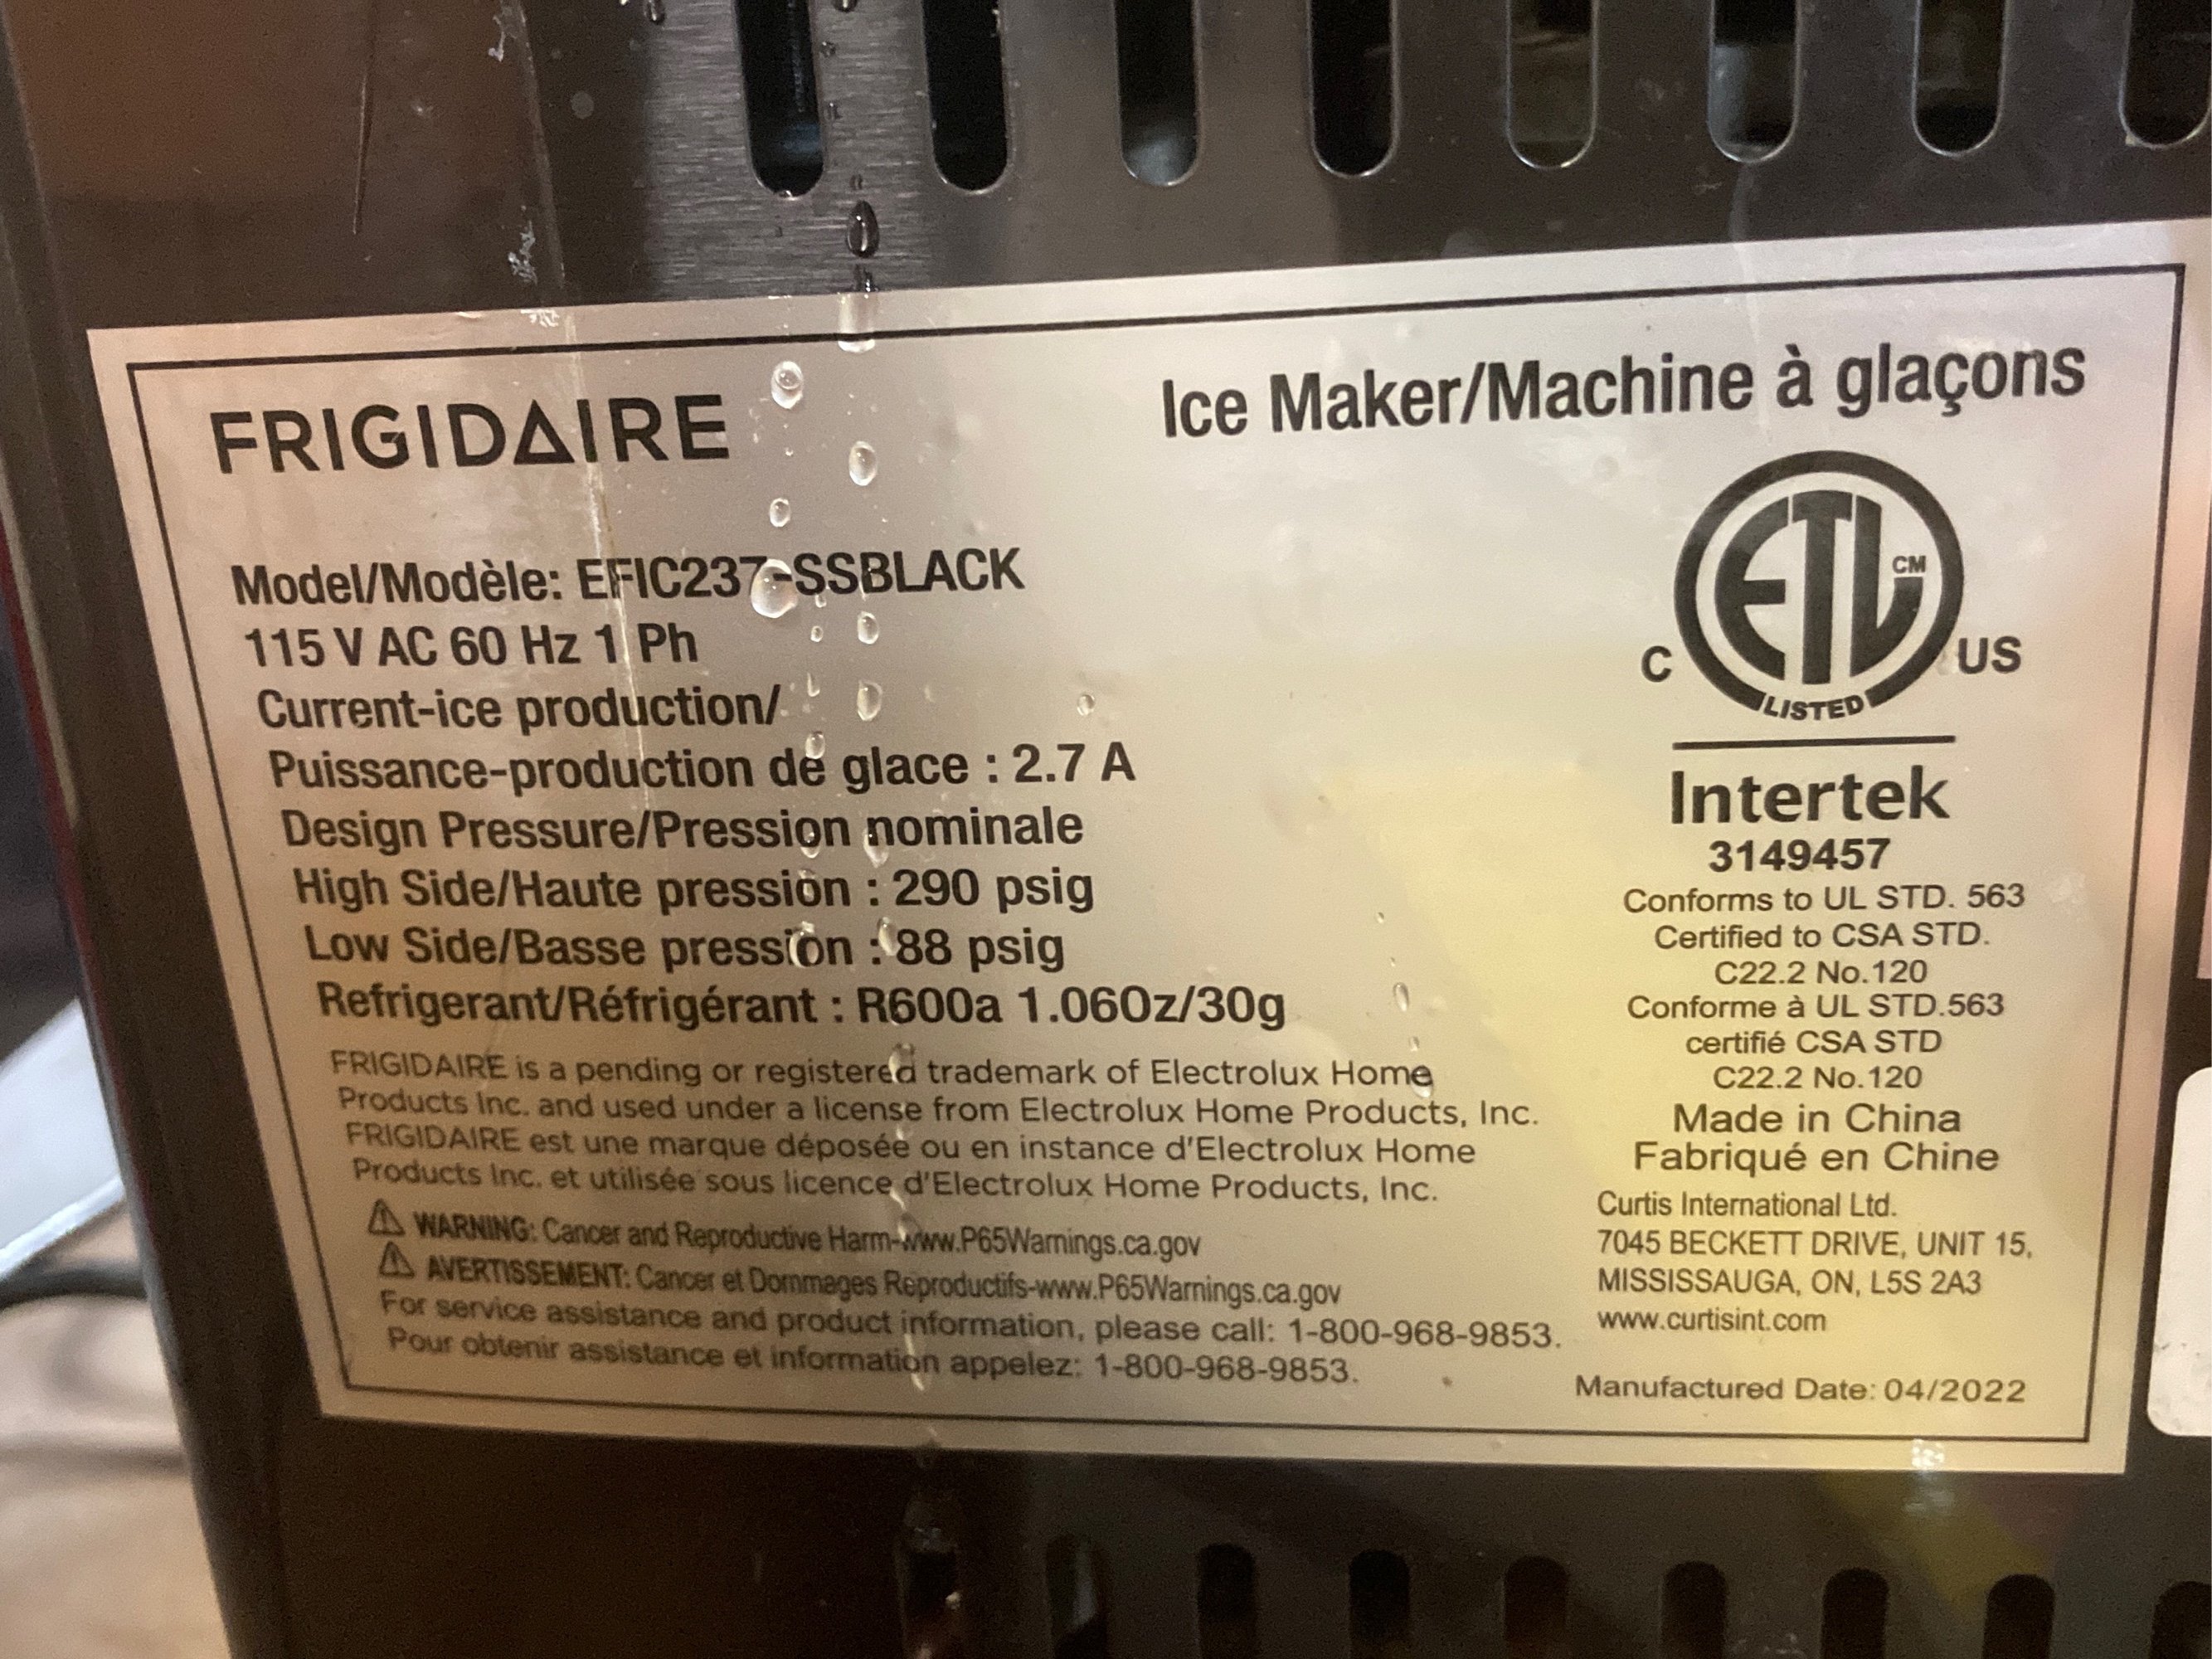 FRIGIDAIRE
Ice Maker/Machine à glaçons
Model/Modèle: EFIC237-SSBLACK
115 V AC 60 Hz 1 Ph
Current-ice production/
Puissance-production de glace : 2.7 A
Design Pressure/Pression nominale
High Side/Haute pression : 290 psig
Low Side/Basse pression : 88 psig
Refrigerant/Réfrigérant : R600a 1.06Oz/30g
FRIGIDAIRE is a pending or registered trademark of Electrolux Home
Products Inc. and used under a license from Electrolux Home Products, Inc.
FRIGIDAIRE est une marque déposée ou en instance d'Electrolux Home
Products Inc. et utilisée sous licence d'Electrolux Home Products, Inc.
WARNING: Cancer and Reproductive Harm-www.P65Warnings.ca.gov
AVERTISSEMENT: Cancer et Dommages Reproductifs-www.P65Warnings.ca.gov
For service assistance and product information, please call: 1-800-968-9853.
Pour obtenir assistance et information appelez: 1-800-968-9853.
ETL CM
C US
LISTED
Intertek
3149457
Conforms to UL STD. 563
Certified to CSA STD.
C22.2 No.120
Conforme à UL STD.563
certifié CSA STD
C22.2 No.120
Made in China
Fabriqué en Chine
Curtis International Ltd.
7045 BECKETT DRIVE, UNIT 15,
MISSISSAUGA, ON, L5S 2A3
www.curtisint.com
Manufactured Date: 04/2022